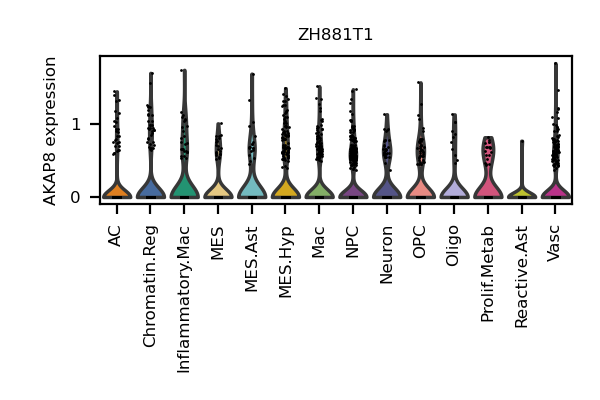 ZH881T1
AKAP8 expression
1
0
AC
Chromatin.Reg
Inflammatory.Mac
MES
MES.Ast
MES.Hyp
Mac
NPC
Neuron
OPC
Oligo
Prolif.Metab
Reactive.Ast
Vasc